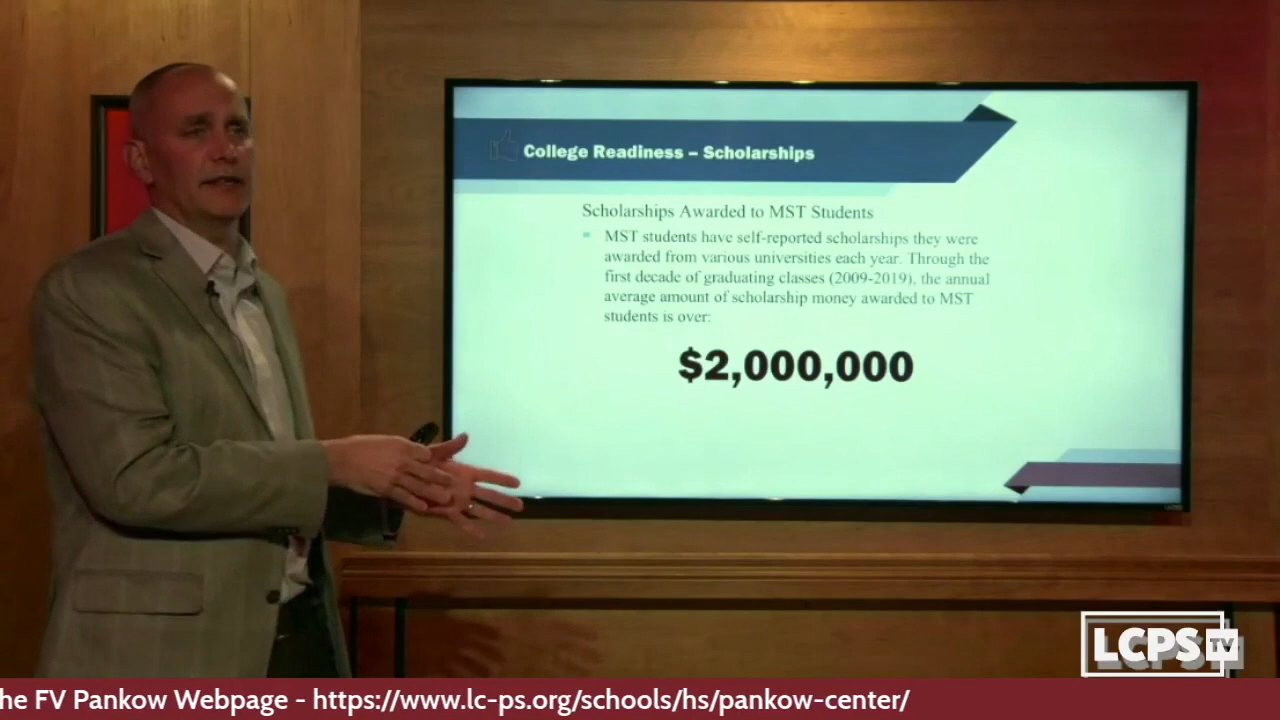 College Readiness – Scholarships
Scholarships Awarded to MST Students
MST students have self-reported scholarships they were
awarded from various universities each year. Through the
first decade of graduating classes (2009-2019), the annual
average amount of scholarship money awarded to MST
students is over:
$2,000,000
LCPS TV
he FV Pankow Webpage - https://www.lc-ps.org/schools/hs/pankow-center/